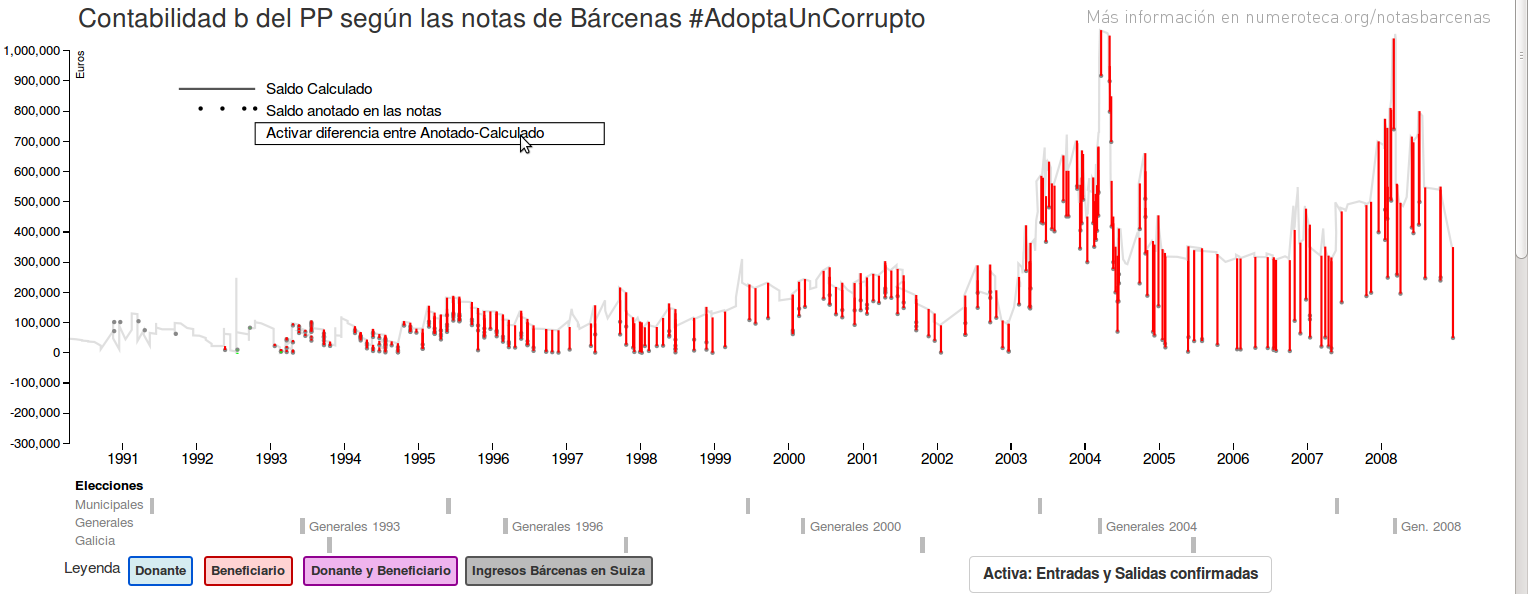 Contabilidad b del PP según las notas de Bárcenas #AdoptaUnCorrupto
Más información en numeroteca.org/notasbarcenas
Euros
1,000,000
900,000
800,000
700,000
600,000
500,000
400,000
300,000
200,000
100,000
0
-100,000
-200,000
-300,000
Saldo Calculado
Saldo anotado en las notas
Activar diferencia entre Anotado-Calculado
1991 1992 1993 1994 1995 1996 1997 1998 1999 2000 2001 2002 2003 2004 2005 2006 2007 2008
Elecciones
Municipales
Generales Generales 1993 Generales 1996 Generales 2000 Generales 2004 Gen. 2008
Galicia
Leyenda Donante Beneficiario Donante y Beneficiario Ingresos Bárcenas en Suiza Activa: Entradas y Salidas confirmadas